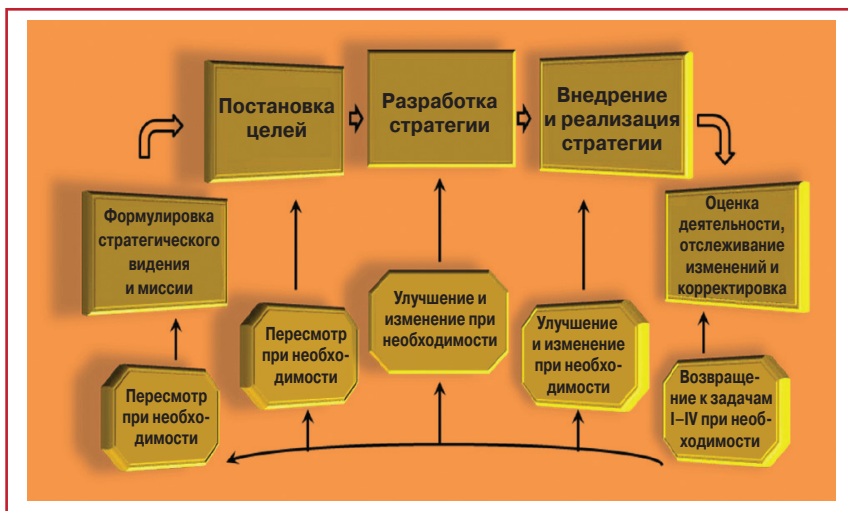 Формулировка
стратегического
видения
и миссии
Постановка
целей
Разработка
стратегии
Внедрение
и реализация
стратегии
Оценка
деятельности,
отслеживание
изменений и
корректировка
Пересмотр
при необхо-
димости
Пересмотр
при необхо-
димости
Улучшение и
изменение при
необходимости
Улучшение
и изменение
при необхо-
димости
Возвраще-
ние к задачам
I–IV при необ-
ходимости